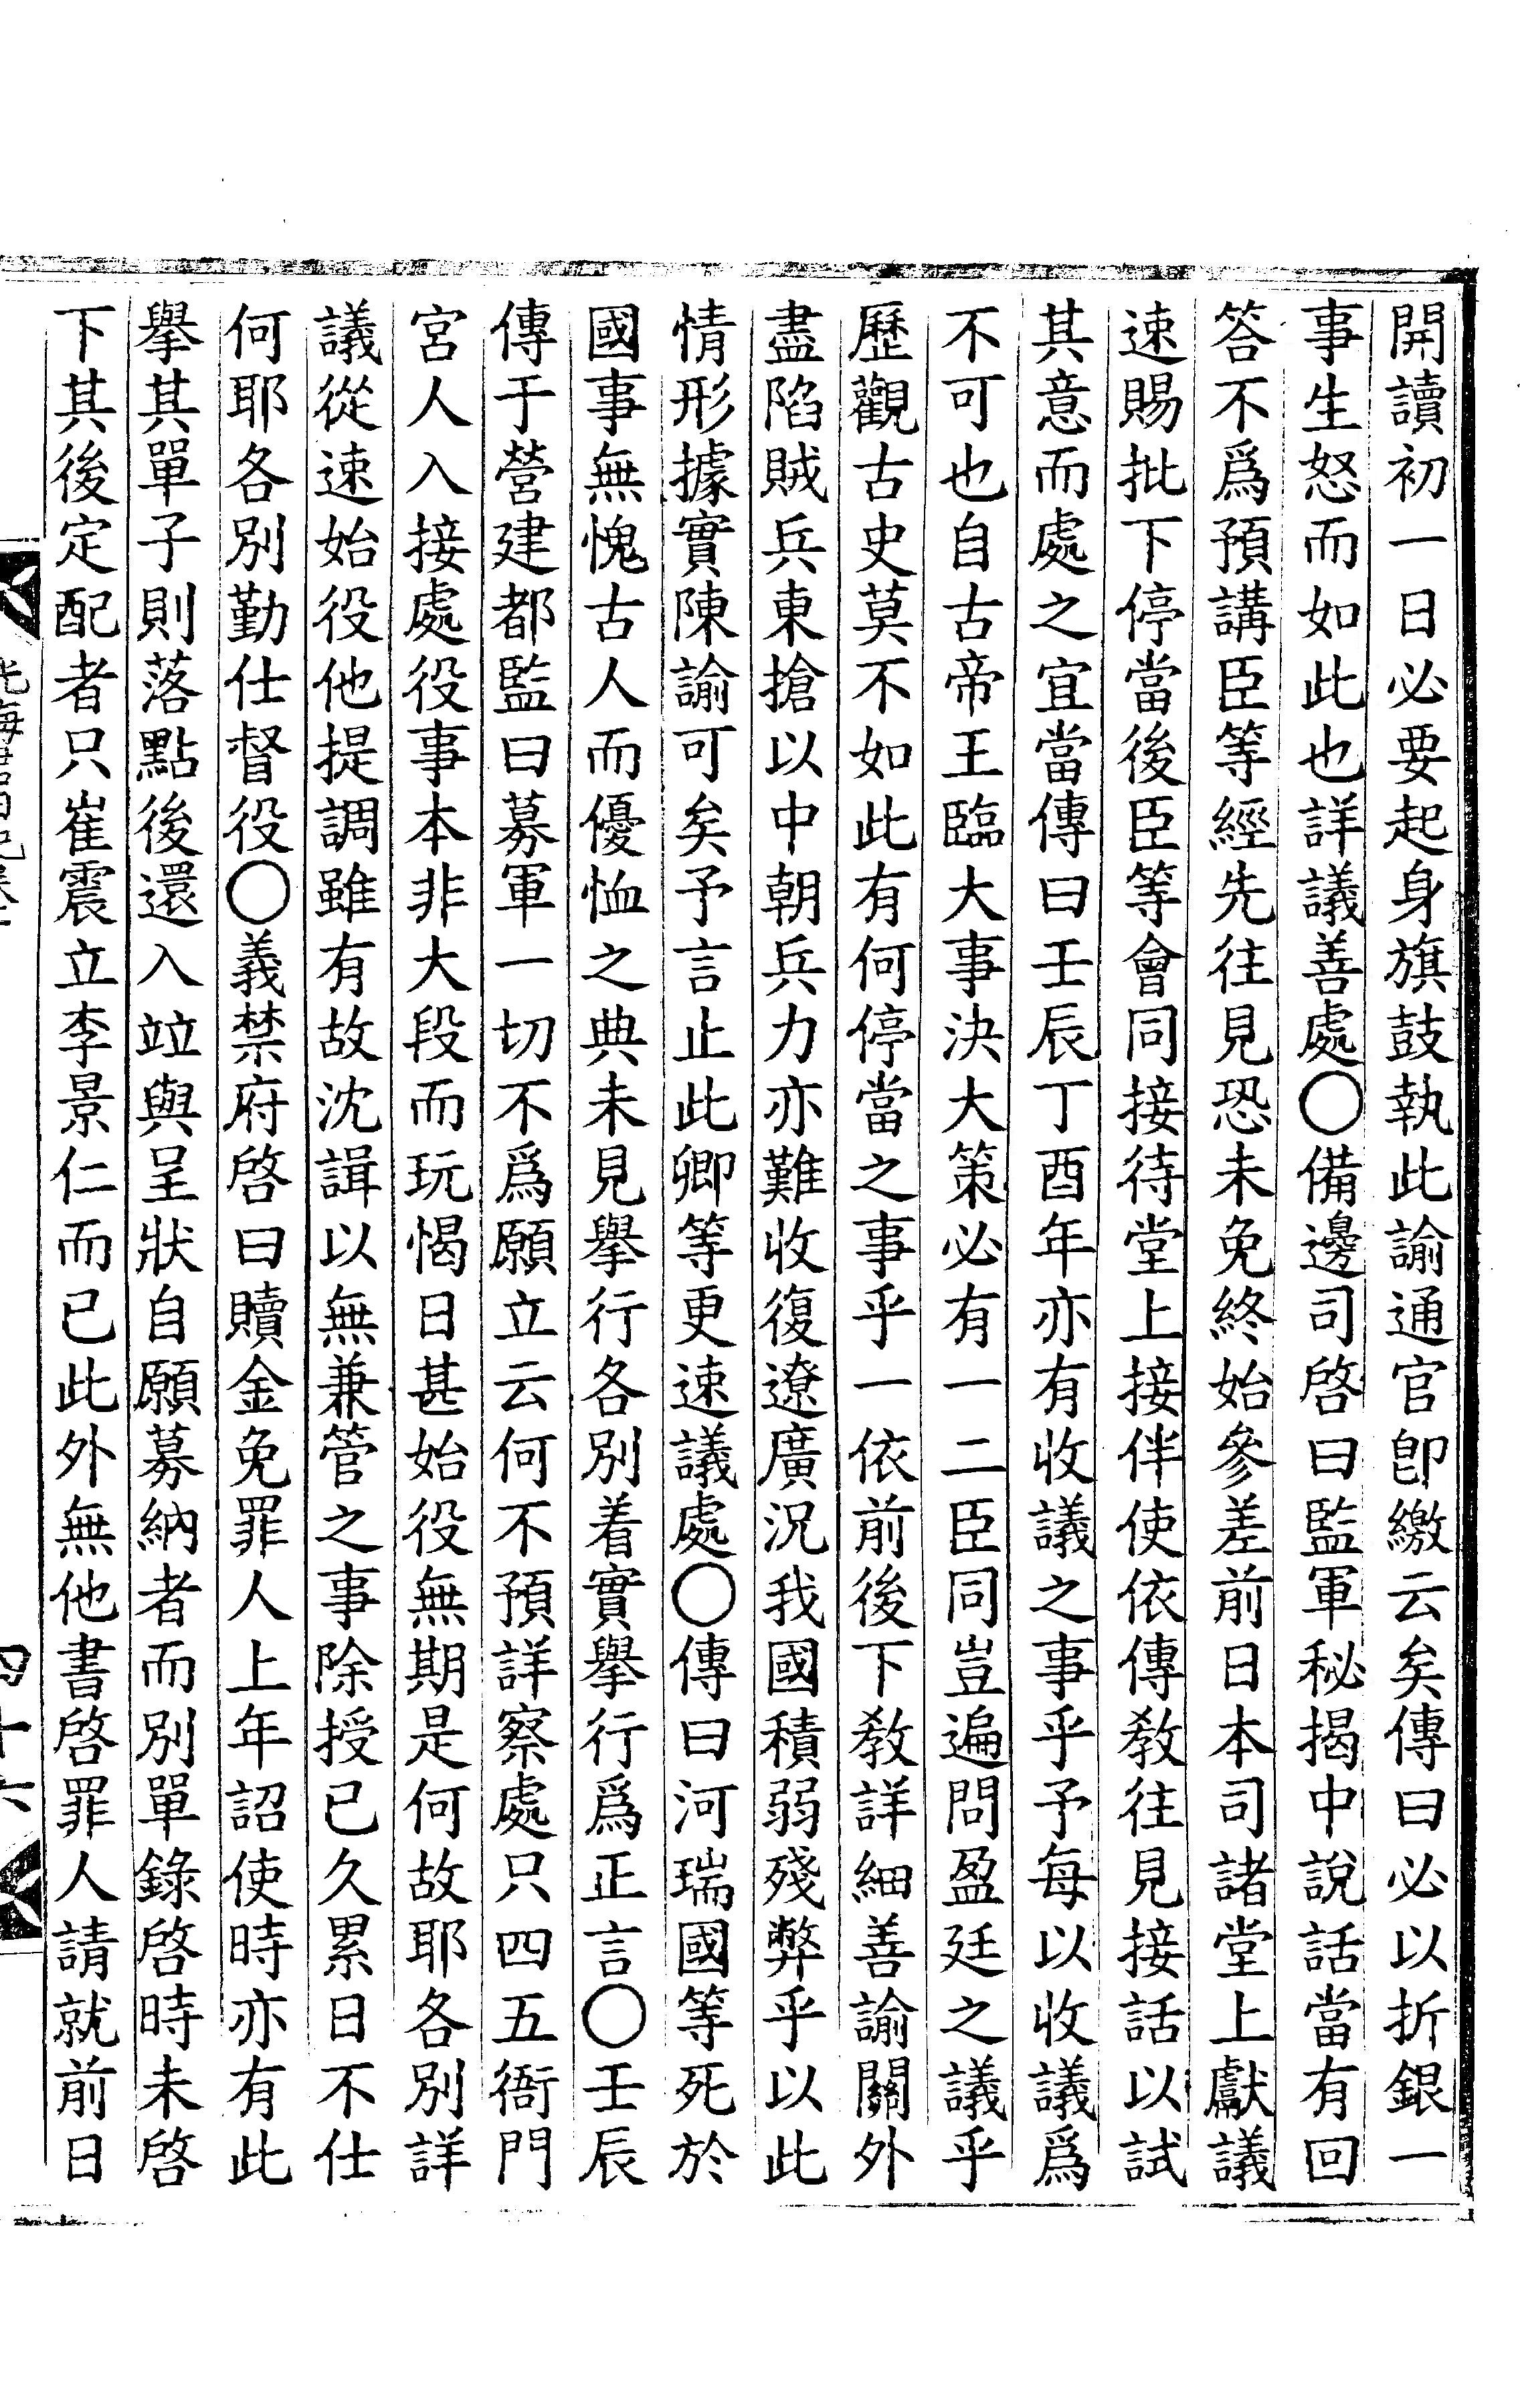 開讀初一日必要起身旗鼓執此諭通官卽繳云矣傳曰必以折銀一
事生怒而如此也詳議善處○備邊司啓曰監軍秘揭中說話當有回
答不爲預講臣等經先往見恐未免終始參差前日本司諸堂上獻議
速賜批下停當後臣等會同接待堂上接伴使依傳敎往見接話以試
其意而處之宜當傳曰壬辰丁酉年亦有收議之事乎予每以收議爲
不可也自古帝王臨大事決大策必有一二臣同豈遍問盈廷之議乎
歷觀古史莫不如此有何停當之事乎一依前後下敎詳細善諭關外
盡陷賊兵東搶以中朝兵力亦難收復遼廣況我國積弱殘弊乎以此
情形據實陳諭可矣予言止此卿等更速議處○傳曰河瑞國等死於
國事無愧古人而優恤之典未見擧行各別着實擧行爲正言○壬辰
傳于營建都監曰募軍一切不爲願立云何不預詳察處只四五衙門
宮人入接處役事本非大段而玩愒日甚始役無期是何故耶各別詳
議從速始役他提調雖有故沈諿以無兼管之事除授已久累日不仕
何耶各別勤仕督役○義禁府啓曰贖金免罪人上年詔使時亦有此
擧其單子則落點後還入竝與呈狀自願募納者而別單錄啓時未啓
下其後定配者只崔震立李景仁而已此外無他書啓罪人請就前日
四十六